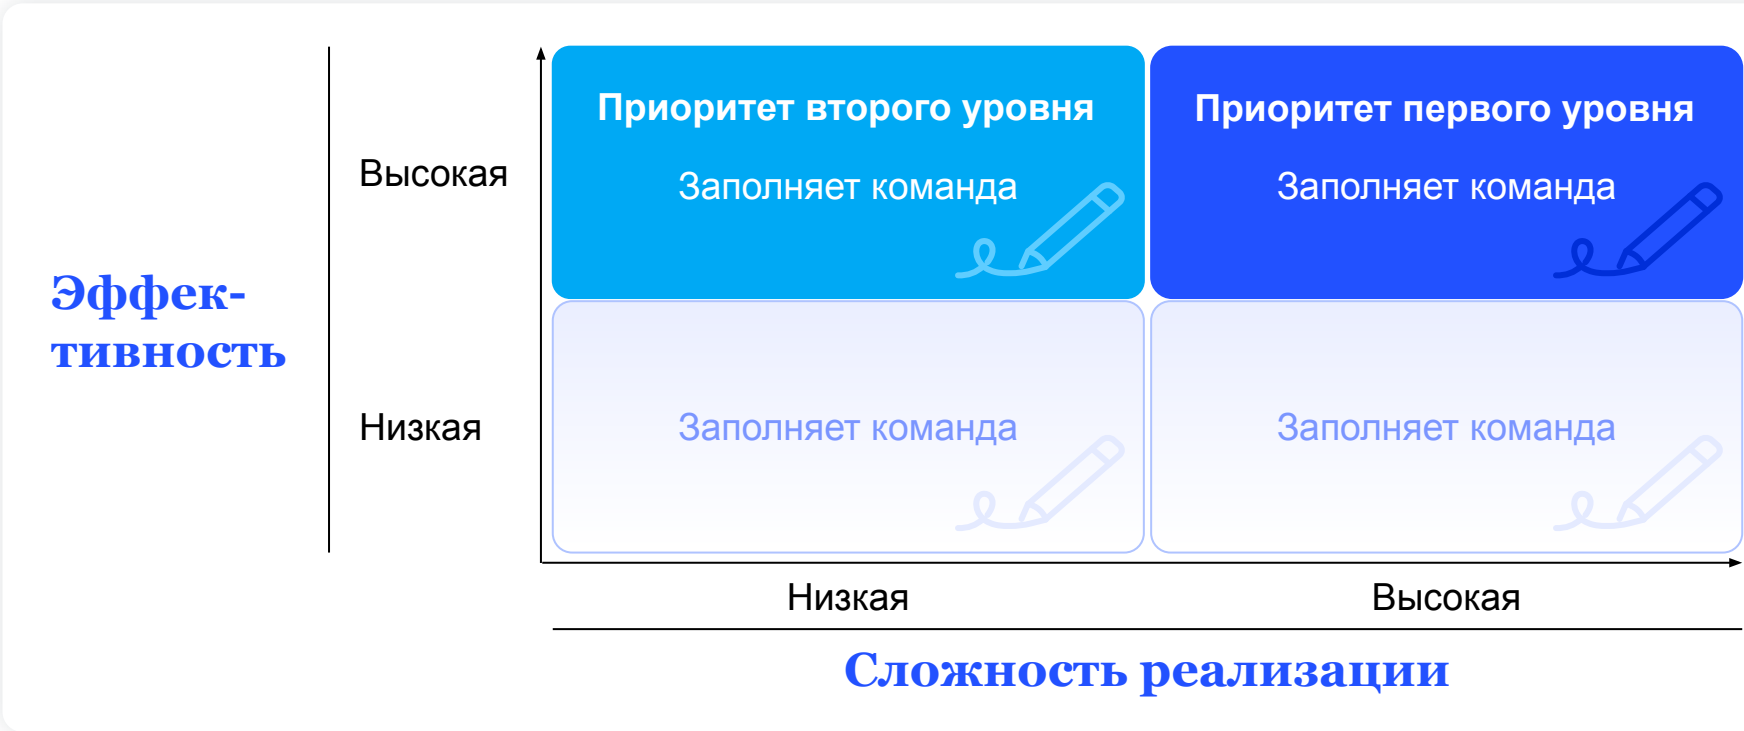 Эффек-
тивность
Высокая
Низкая
Приоритет второго уровня
Заполняет команда
Приоритет первого уровня
Заполняет команда
Заполняет команда
Заполняет команда
Низкая
Высокая
Сложность реализации